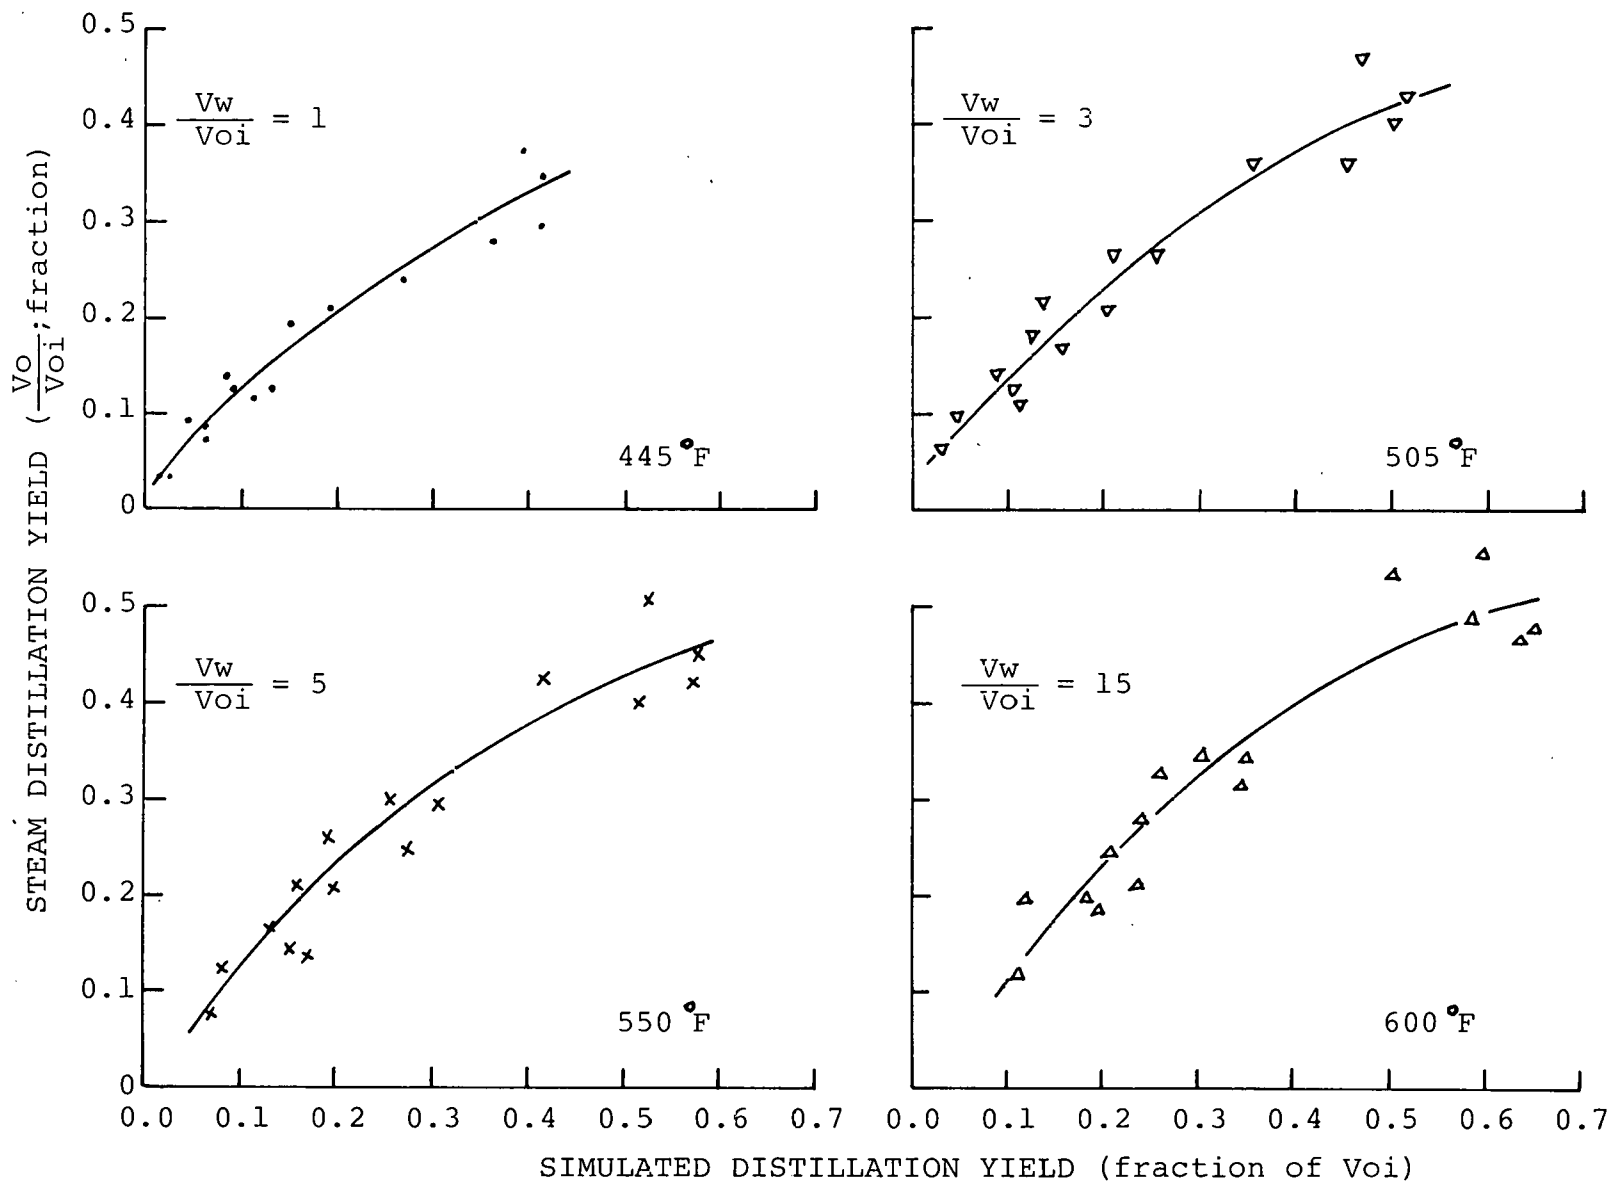 STEAM DISTILLATION YIELD (Vo/Voi;fraction)
0.5
0.4
0.3
0.2
0.1
0
Vw/Voi = 1
445°F
Vw/Voi = 3
505°F
0.5
0.4
0.3
0.2
0.1
0
Vw/Voi = 5
550°F
Vw/Voi = 15
600°F
0.0 0.1 0.2 0.3 0.4 0.5 0.6 0.7
0.0 0.1 0.2 0.3 0.4 0.5 0.6 0.7
SIMULATED DISTILLATION YIELD (fraction of Voi)